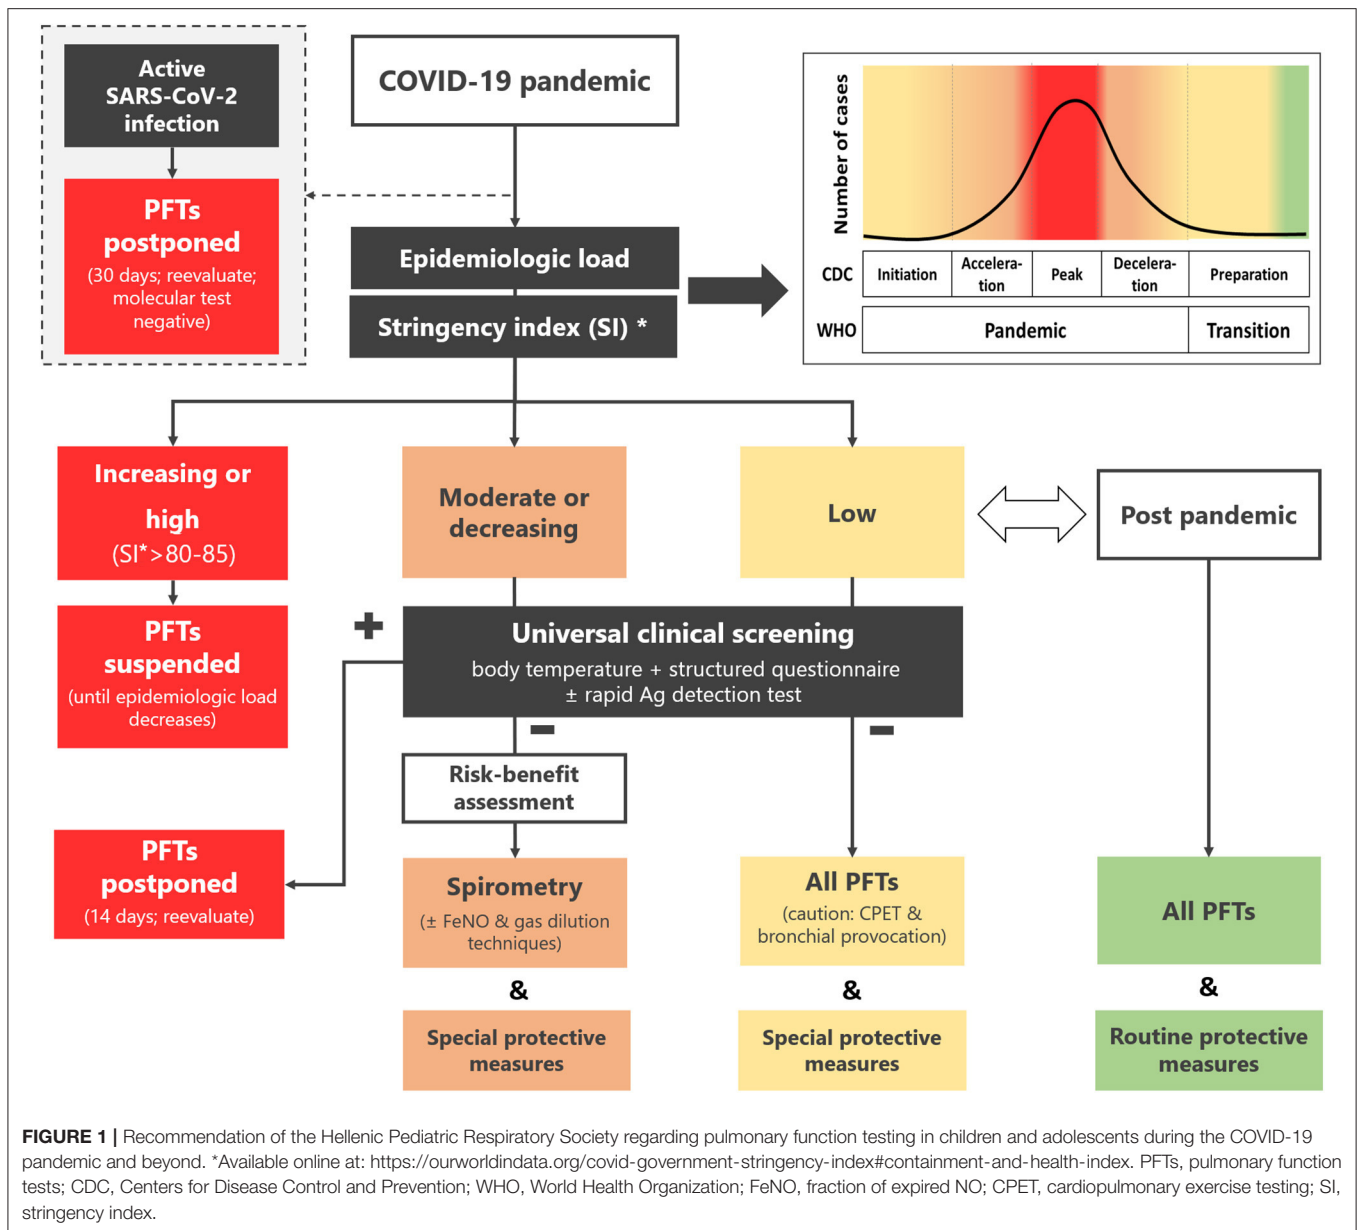 Active
SARS-CoV-2
infection
PFTs
postponed
(30 days; reevaluate;
molecular test
negative)
COVID-19 pandemic
Epidemiologic load
Stringency index (SI) *
Number of cases
CDC
Initiation
Accelera-
tion
Peak
Decelera-
tion
Preparation
WHO
Pandemic
Transition
Increasing or
high
(SI*>80-85)
PFTs
suspended
(until epidemiologic load
decreases)
Moderate or
decreasing
Low
Post pandemic
+
Universal clinical screening
body temperature + structured questionnaire
± rapid Ag detection test
-
-
Risk-benefit
assessment
PFTs
postponed
(14 days; reevaluate)
Spirometry
(± FeNO & gas dilution
techniques)
&
Special protective
measures
All PFTs
(caution: CPET &
bronchial provocation)
&
Special protective
measures
All PFTs
&
Routine protective
measures
FIGURE 1 | Recommendation of the Hellenic Pediatric Respiratory Society regarding pulmonary function testing in children and adolescents during the COVID-19
pandemic and beyond. *Available online at: https://ourworldindata.org/covid-government-stringency-index#containment-and-health-index. PFTs, pulmonary function
tests; CDC, Centers for Disease Control and Prevention; WHO, World Health Organization; FeNO, fraction of expired NO; CPET, cardiopulmonary exercise testing; SI,
stringency index.